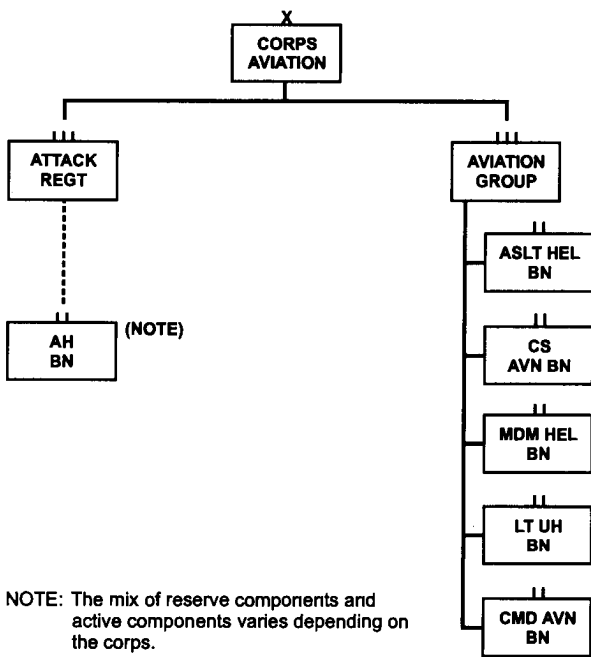 X
CORPS
AVIATION
III
ATTACK
REGT
III
AVIATION
GROUP
II
AH
BN
(NOTE)
II
ASLT HEL
BN
II
CS
AVN BN
II
MDM HEL
BN
II
LT UH
BN
II
CMD AVN
BN
NOTE: The mix of reserve components and
active components varies depending on
the corps.